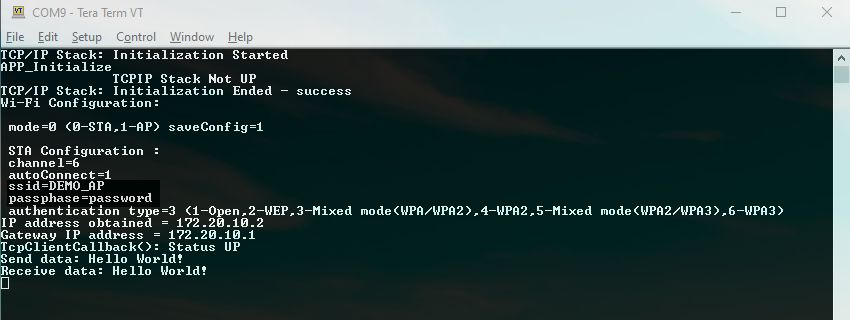 COM9 - Tera Term VT
File Edit Setup Control Window Help
TCP/IP Stack: Initialization Started
APP_Initialize
TCPIP Stack Not UP
TCP/IP Stack: Initialization Ended - success
Wi-Fi Configuration:
mode=0 (0-STA,1-AP) saveConfig=1
STA Configuration :
channel=6
autoConnect=1
ssid=DEMO_AP
passphase=password
authentication type=3 (1-Open,2-WEP,3-Mixed mode(WPA/WPA2),4-WPA2,5-Mixed mode(WPA2/WPA3),6-WPA3)
IP address obtained = 172.20.10.2
Gateway IP address = 172.20.10.1
TcpClientCallback(): Status UP
Send data: Hello World!
Receive data: Hello World!